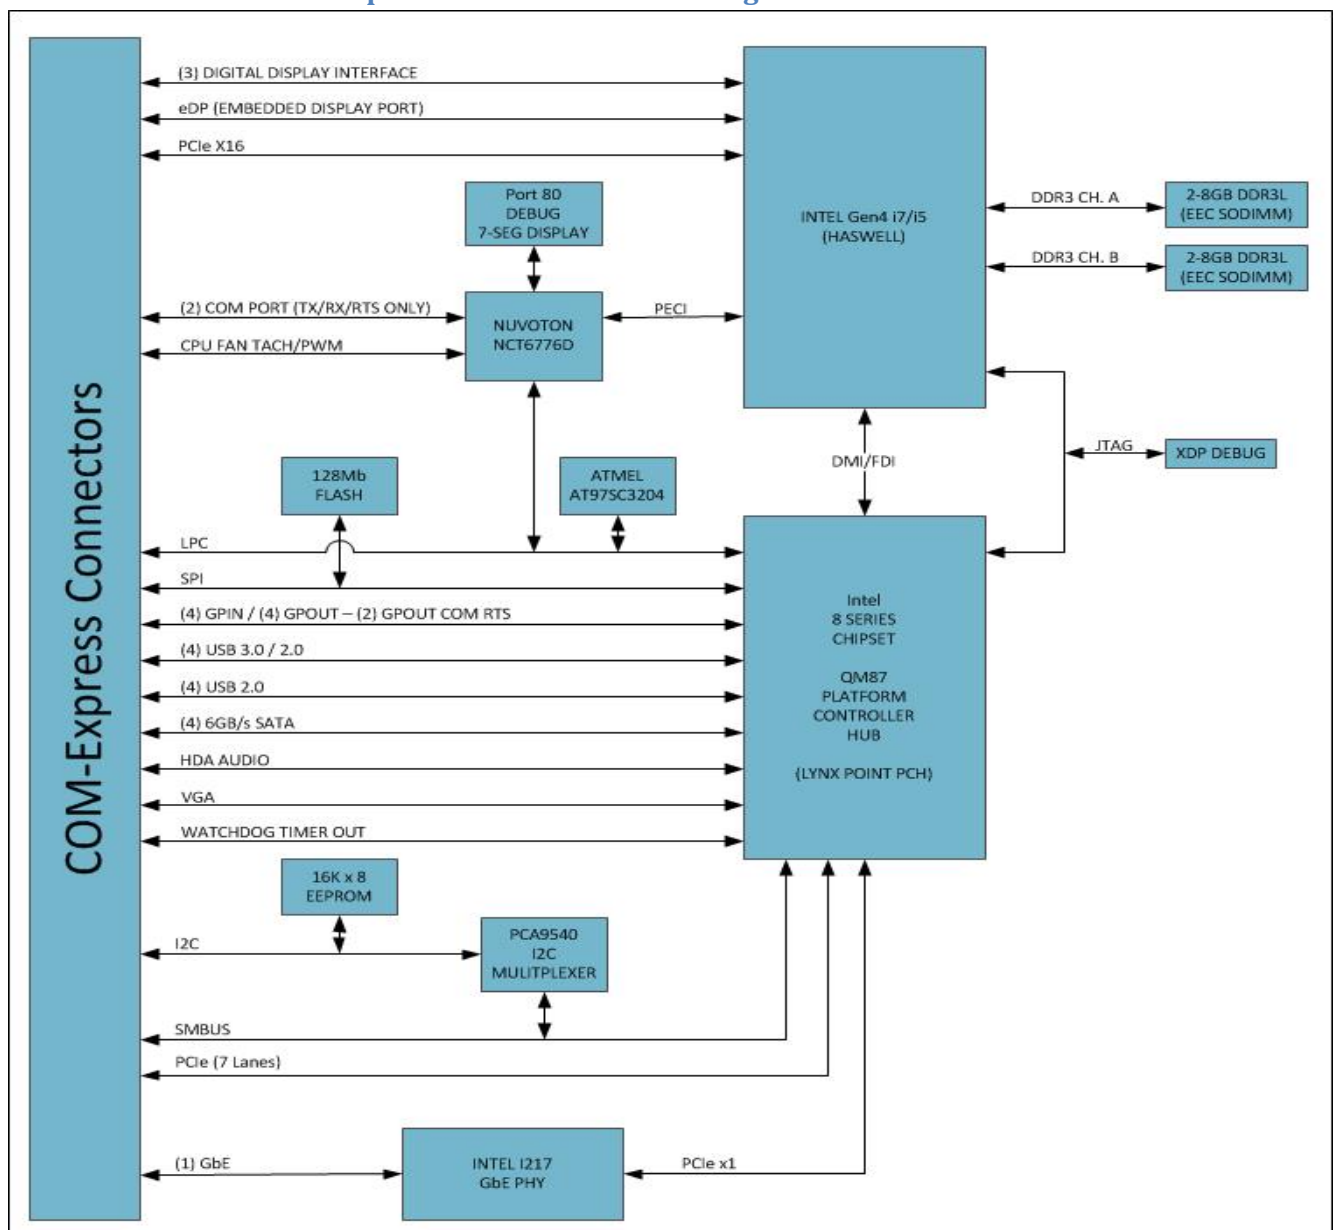 (3) DIGITAL DISPLAY INTERFACE
eDP (EMBEDDED DISPLAY PORT)
PCIe X16
Port 80
DEBUG
7-SEG DISPLAY
INTEL Gen4 i7/i5
(HASWELL)
DDR3 CH. A
2-8GB DDR3L
(EEC SODIMM)
DDR3 CH. B
2-8GB DDR3L
(EEC SODIMM)
(2) COM PORT (TX/RX/RTS ONLY)
CPU FAN TACH/PWM
NUVOTON
NCT6776D
PECI
COM-Express Connectors
DMI/FDI
JTAG
XDP DEBUG
128Mb
FLASH
ATMEL
AT97SC3204
LPC
SPI
(4) GPIN / (4) GPOUT – (2) GPOUT COM RTS
(4) USB 3.0 / 2.0
(4) USB 2.0
(4) 6GB/s SATA
HDA AUDIO
VGA
WATCHDOG TIMER OUT
Intel
8 SERIES
CHIPSET
QM87
PLATFORM
CONTROLLER
HUB
(LYNX POINT PCH)
16K x 8
EEPROM
I2C
PCA9540
I2C
MULITPLEXER
SMBUS
PCIe (7 Lanes)
(1) GbE
INTEL I217
GbE PHY
PCIe x1